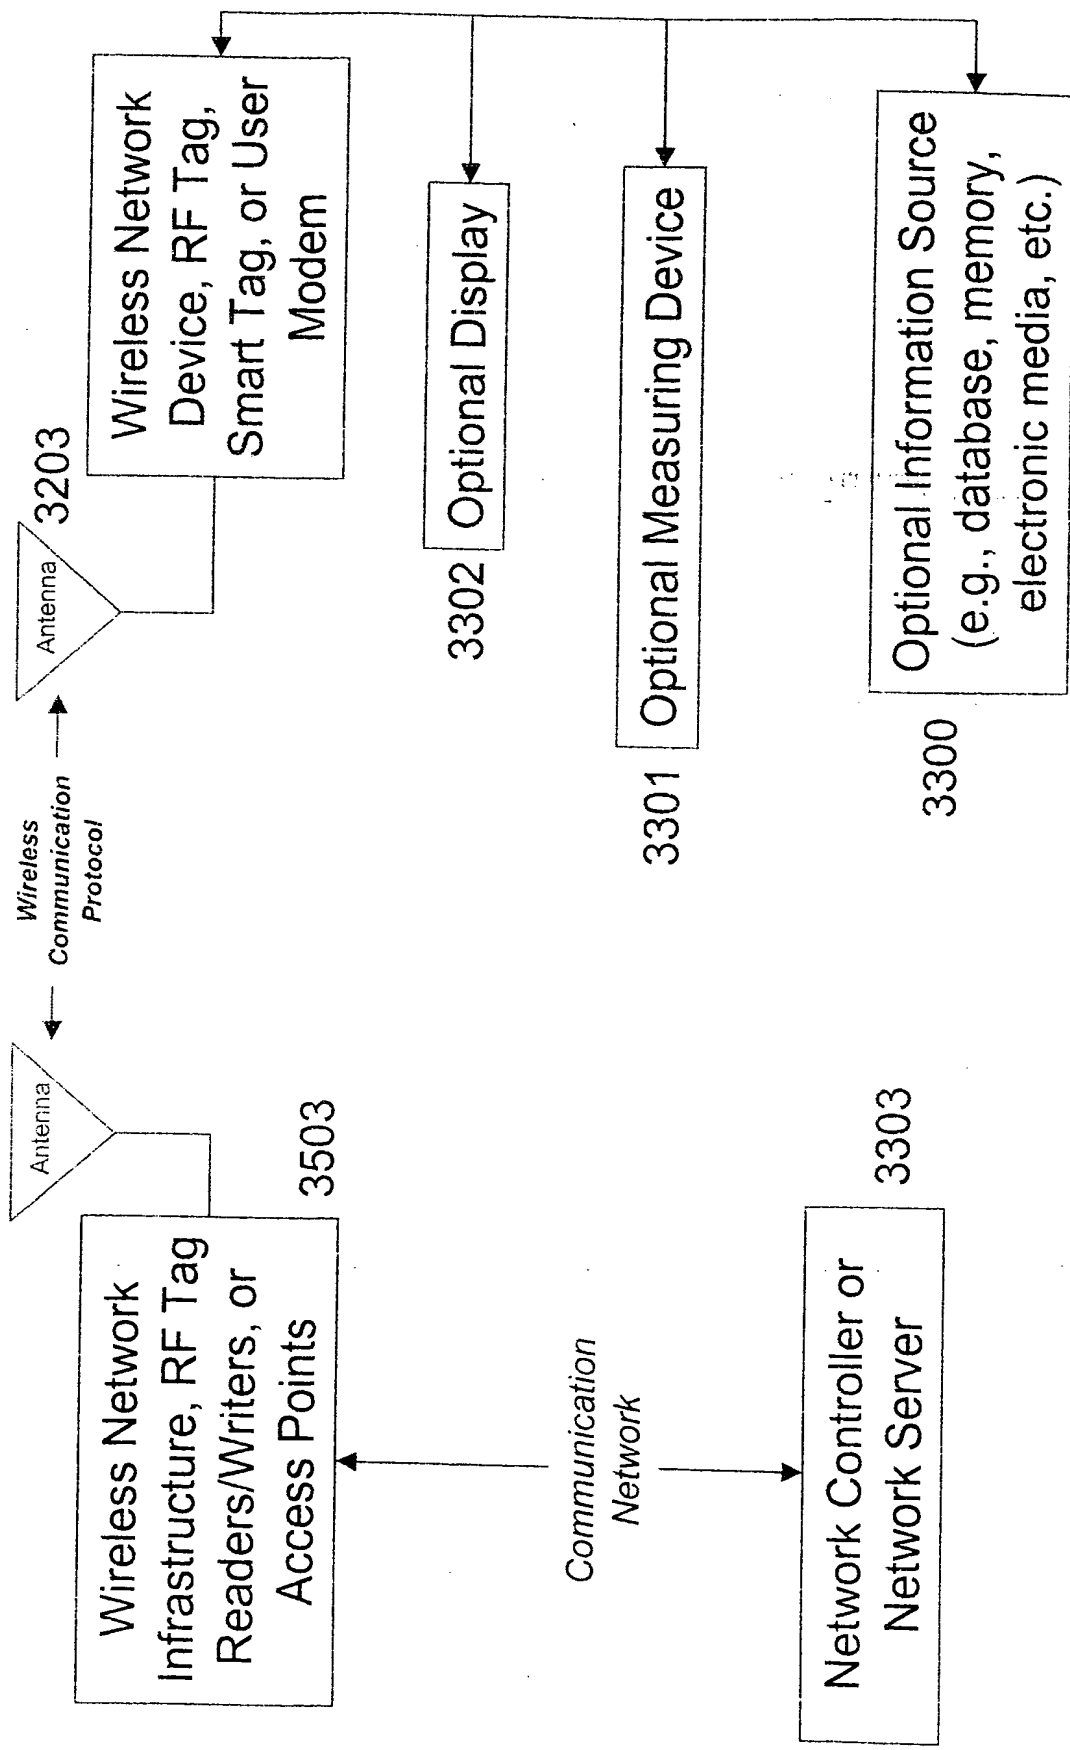 Antenna
Wireless
Communication
Protocol
Antenna
3203
Wireless Network
Infrastructure, RF Tag
Readers/Writers, or
Access Points
3503
Wireless Network
Device, RF Tag,
Smart Tag, or User
Modem
Communication
Network
3302
Optional Display
3301
Optional Measuring Device
Network Controller or
Network Server
3303
3300
Optional Information Source
(e.g., database, memory,
electronic media, etc.)